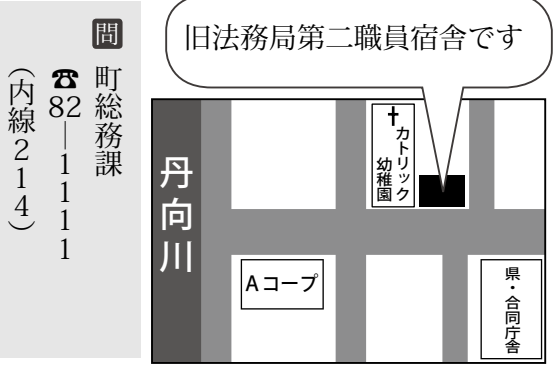 旧法務局第二職員宿舎です
問 町総務課
☎82―1111
（内線214）
丹向川
カトリック
幼稚園
Aコープ
県・合同庁舎